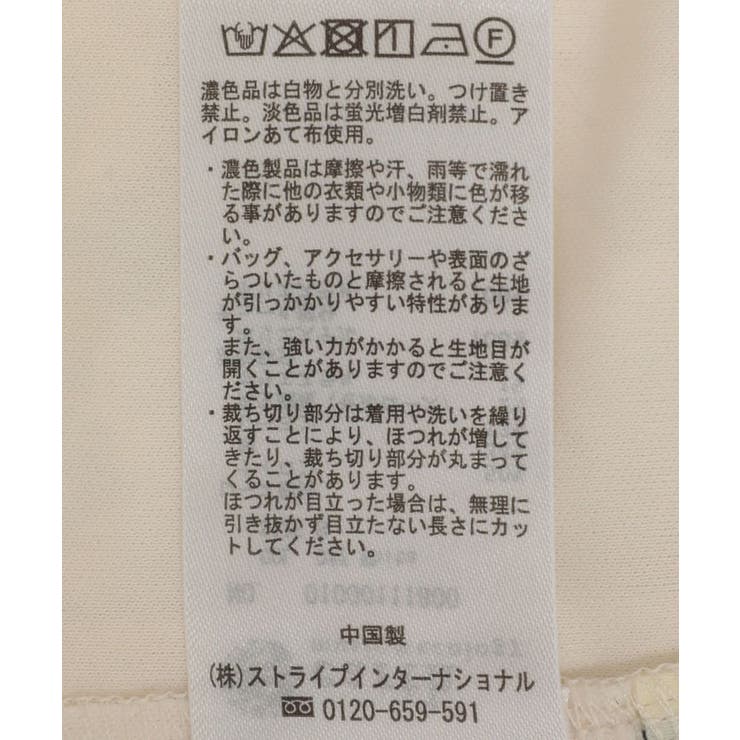 濃色品は白物と分別洗い。つけ置き
禁止。淡色品は蛍光増白剤禁止。ア
イロンあて布使用。
・濃色製品は摩擦や汗、雨等で濡れ
た際に他の衣類や小物類に色が移
る事がありますのでご注意くださ
い。
・バッグ、アクセサリーや表面のざ
らついたものと摩擦されると生地
が引っかかりやすい特性がありま
す。
また、強い力がかかると生地目が
開くことがありますのでご注意く
ださい。
・裁ち切り部分は着用や洗いを繰り
返すことにより、ほつれが増して
きたり、裁ち切り部分が丸まって
くることがあります。
ほつれが目立った場合は、無理に
引き抜かず目立たない長さにカッ
トしてください。
中国製
(株)ストライプインターナショナル
0120-659-591